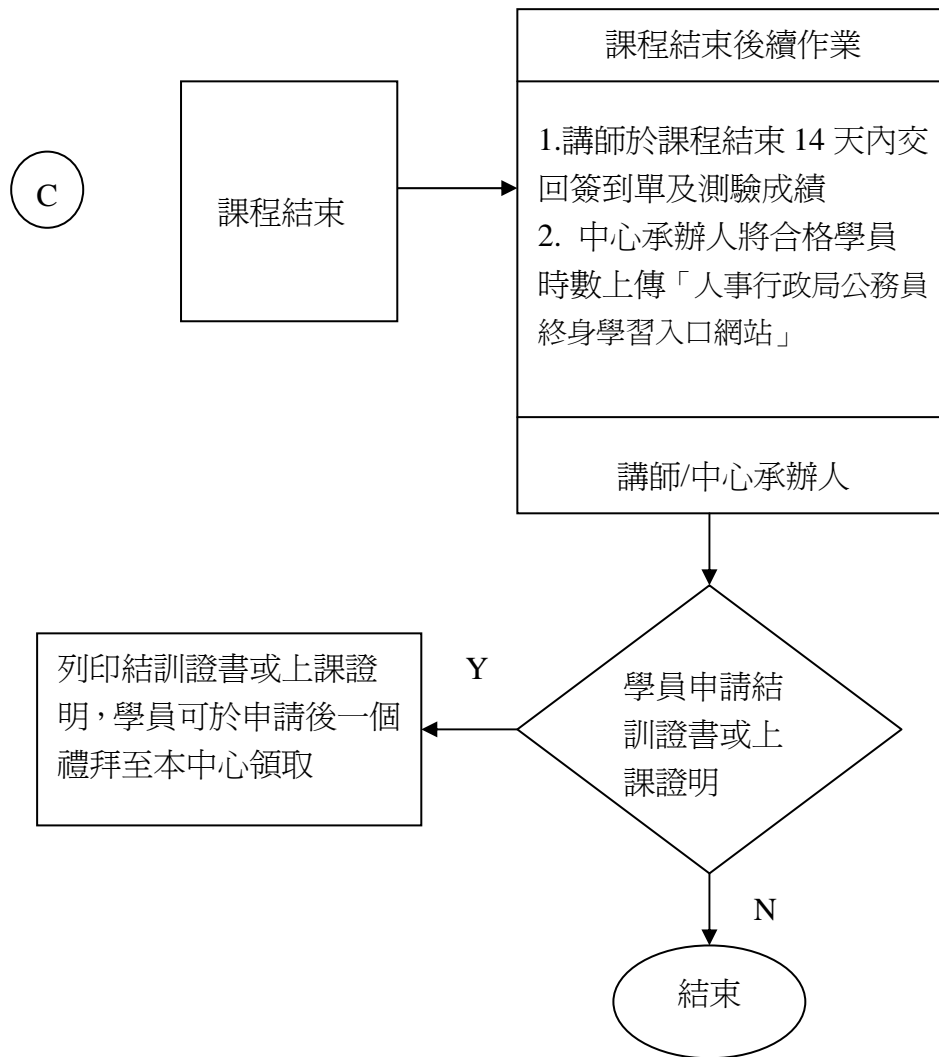 課程結束後續作業
C
課程結束
1.講師於課程結束 14 天內交
回簽到單及測驗成績
2. 中心承辦人將合格學員
時數上傳「人事行政局公務員
終身學習入口網站」
講師/中心承辦人
列印結訓證書或上課證
明，學員可於申請後一個
禮拜至本中心領取
Y
學員申請結
訓證書或上
課證明
N
結束